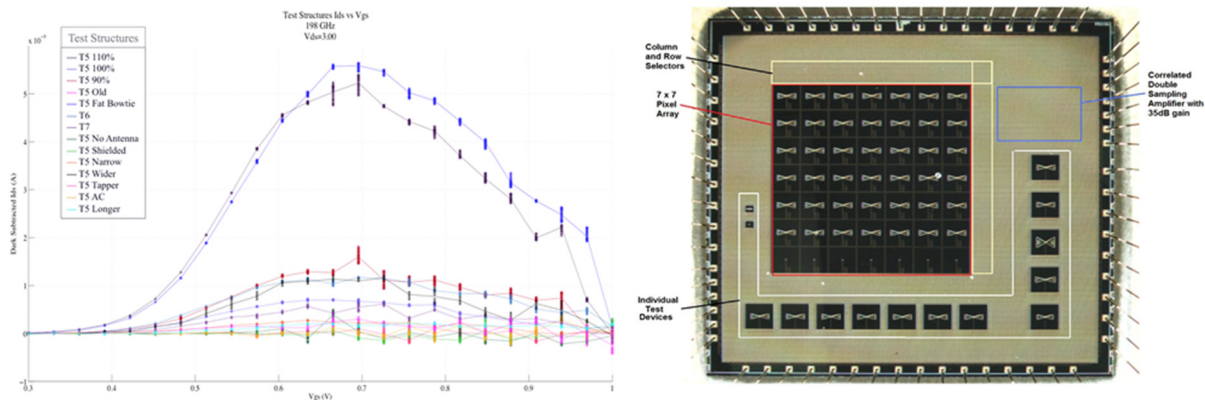 Test Structures Ids vs Vgs
198 GHz
Vds=3.00
Test Structures
T5 110%
T5 100%
T5 90%
T5 Old
T5 Fat Bowtie
T6
T7
T5 No Antenna
T5 Shielded
T5 Narrow
T5 Wider
T5 Tapper
T5 AC
T5 Longer
Dark Subtracted Ids (A)
5
4
3
2
1
0
−1
0.3
0.4
0.5
0.6
0.7
0.8
0.9
1
Vgs (V)
Column
and Row
Selectors
7 x 7
Pixel
Array
Individual
Test
Devices
Correlated
Double
Sampling
Amplifier with
35dB gain